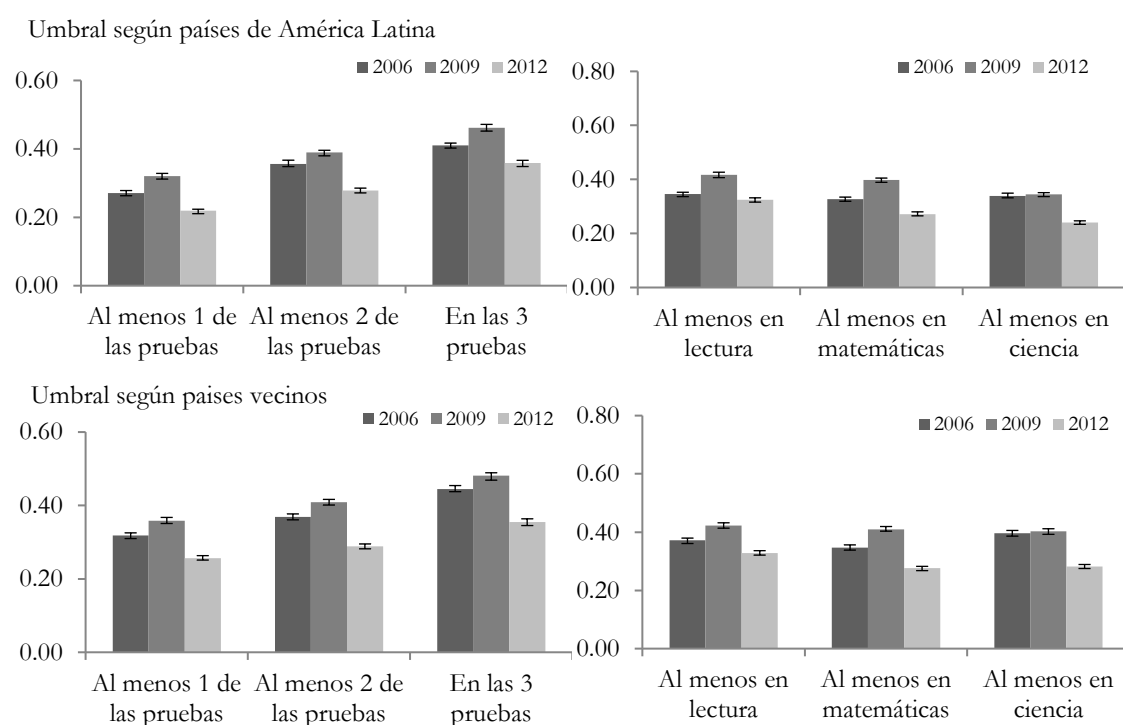 Umbral según países de América Latina
2006 2009 2012
0.60
0.40
0.20
0.00
Al menos 1 de
las pruebas
Al menos 2 de
las pruebas
En las 3
pruebas
2006 2009 2012
0.80
0.60
0.40
0.20
0.00
Al menos en
lectura
Al menos en
matemáticas
Al menos en
ciencia
Umbral según paises vecinos
2006 2009 2012
0.60
0.40
0.20
0.00
Al menos 1 de
las pruebas
Al menos 2 de
las pruebas
En las 3
pruebas
2006 2009 2012
0.80
0.60
0.40
0.20
0.00
Al menos en
lectura
Al menos en
matemáticas
Al menos en
ciencia